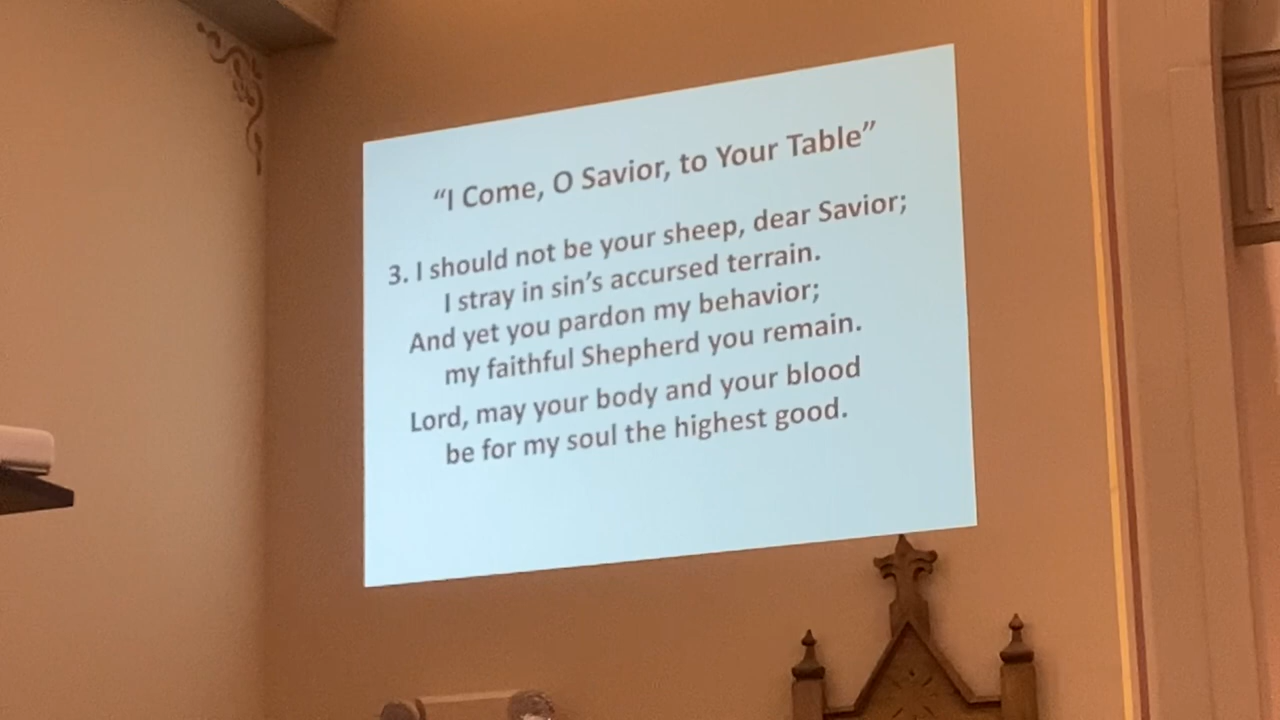 “I Come, O Savior, to Your Table”
3. I should not be your sheep, dear Savior;
I stray in sin’s accursed terrain.
And yet you pardon my behavior;
my faithful Shepherd you remain.
Lord, may your body and your blood
be for my soul the highest good.